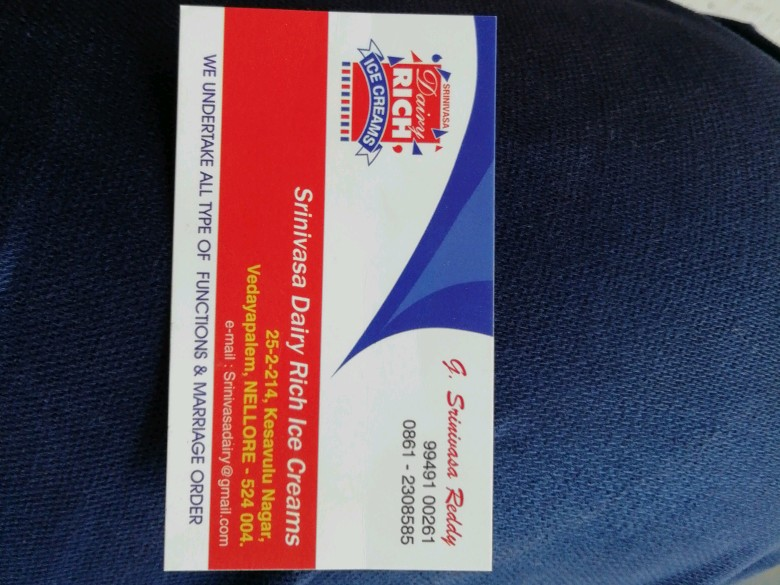 SRINIVASA
Dairy
RICH,
ICE CREAMS
G. Srinivasa Reddy
99491 00261
0861 - 2308585
Srinivasa Dairy Rich Ice Creams
25-2-214, Kesavulu Nagar,
Vedayapalem, NELLORE - 524 004.
e-mail : Srinivasadairy@gmail.com
WE UNDERTAKE ALL TYPE OF FUNCTIONS & MARRIAGE ORDER